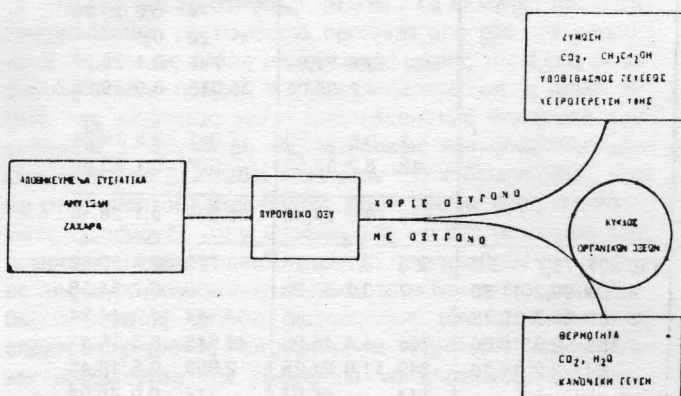 ΑΠΟΘΗΚΕΥΜΕΝΑ ΣΥΣΤΑΤΙΚΑ
ΑΜΥΛΩΔΗ
ΖΑΧΑΡΑ
ΠΥΡΟΥΒΙΚΟ ΟΞΥ
ΧΩΡΙΣ ΟΞΥΓΟΝΟ
ΜΕ ΟΞΥΓΟΝΟ
ΖΥΜΩΣΗ
CO₂, CH₃CH₂OH
ΥΠΟΒΙΒΑΣΜΟΣ ΓΕΥΣΕΩΣ
ΧΕΙΡΟΤΕΡΕΥΣΗ ΥΦΗΣ
ΚΥΚΛΟΣ
ΟΡΓΑΝΙΚΩΝ ΟΞΕΩΝ
ΘΕΡΜΟΤΗΤΑ
CO₂, H₂O
ΚΑΝΟΝΙΚΗ ΓΕΥΣΗ